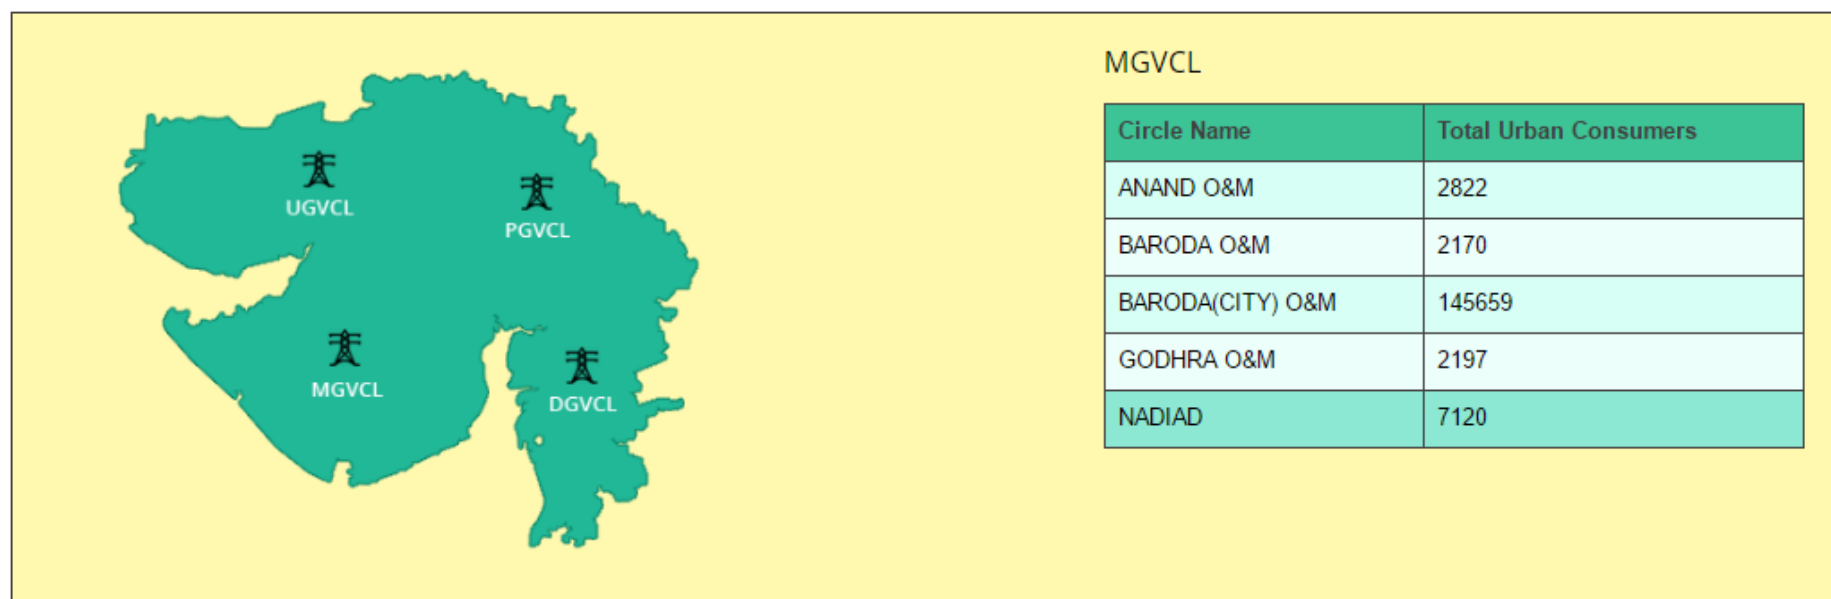 UGVCL
PGVCL
MGVCL
DGVCL
MGVCL
Circle Name Total Urban Consumers
ANAND O&M 2822
BARODA O&M 2170
BARODA(CITY) O&M 145659
GODHRA O&M 2197
NADIAD 7120